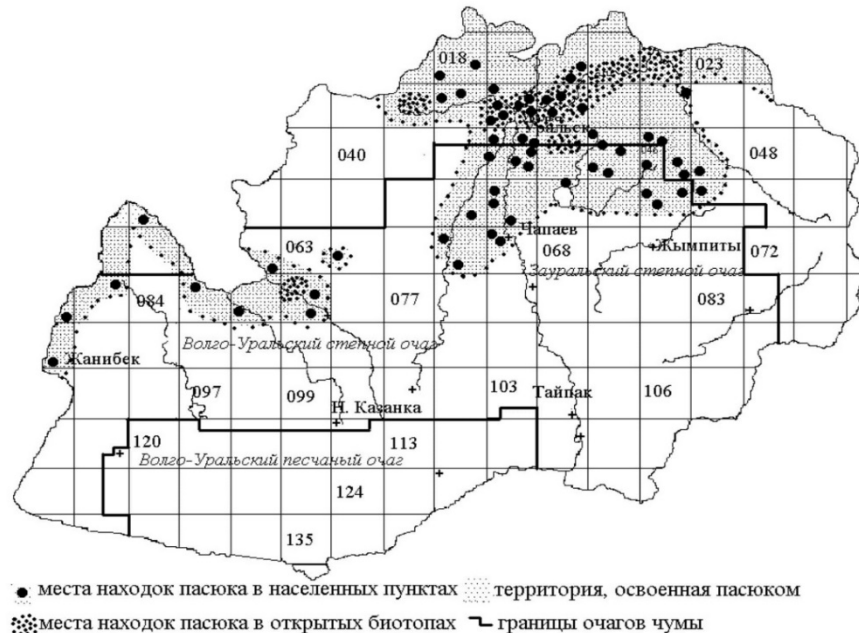 018
023
Уральск
040
046
048
063
Чапаев
068
Жымпиты
072
Зауральский степной очаг
077
083
084
Волго-Уральский степной очаг
Жанибек
097
099
103
Тайпак
106
Н. Казанка
120
113
Волго-Уральский песчаный очаг
124
135
места находок пасюка в населенных пунктах
территория, освоенная пасюком
места находок пасюка в открытых биотопах
границы очагов чумы